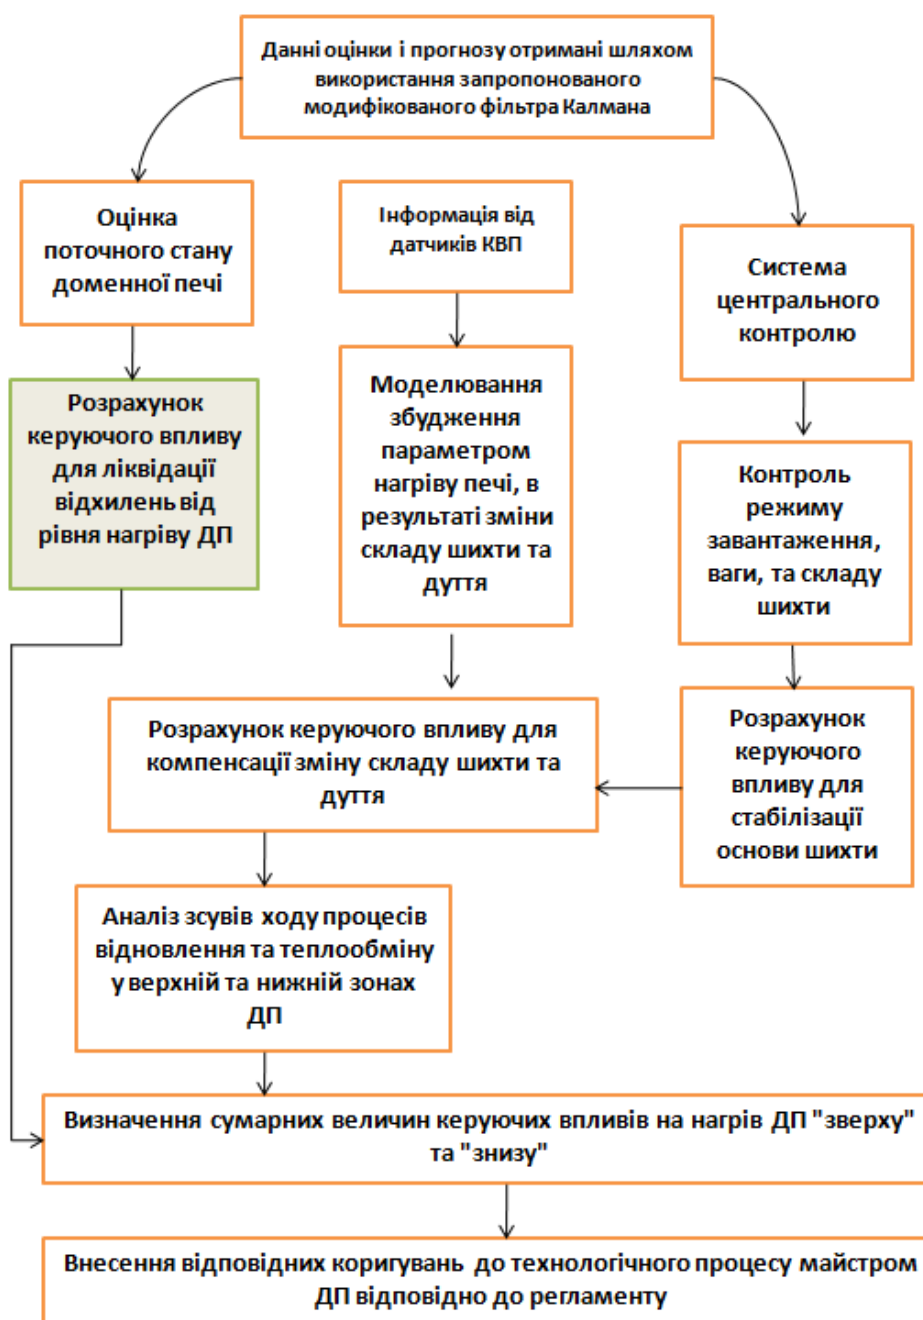 Данні оцінки і прогнозу отримані шляхом
використання запропонованого
модифікованого фільтра Калмана
Оцінка
поточного стану
доменної печі
Інформація від
датчиків КВП
Система
центрального
контролю
Розрахунок
керуючого впливу
для ліквідації
відхилень від
рівня нагріву ДП
Моделювання
збудження
параметром
нагріву печі, в
результаті зміни
складу шихти та
дуття
Контроль
режиму
завантаження,
ваги, та складу
шихти
Розрахунок керуючого впливу для
компенсації зміну складу шихти та
дуття
Розрахунок
керуючого
впливу для
стабілізації
основи шихти
Аналіз зсувів ходу процесів
відновлення та теплообміну
у верхній та нижній зонах
ДП
Визначення сумарних величин керуючих впливів на нагрів ДП "зверху"
та "знизу"
Внесення відповідних коригувань до технологічного процесу майстром
ДП відповідно до регламенту